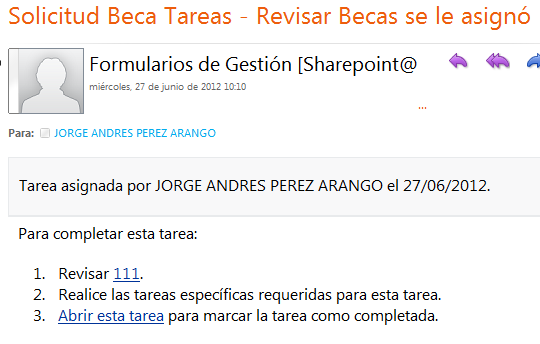 Solicitud Beca Tareas - Revisar Becas se le asignó
Formularios de Gestión [Sharepoint@
miércoles, 27 de junio de 2012 10:10
...
Para: JORGE ANDRES PEREZ ARANGO
Tarea asignada por JORGE ANDRES PEREZ ARANGO el 27/06/2012.
Para completar esta tarea:
1. Revisar 111.
2. Realice las tareas específicas requeridas para esta tarea.
3. Abrir esta tarea para marcar la tarea como completada.